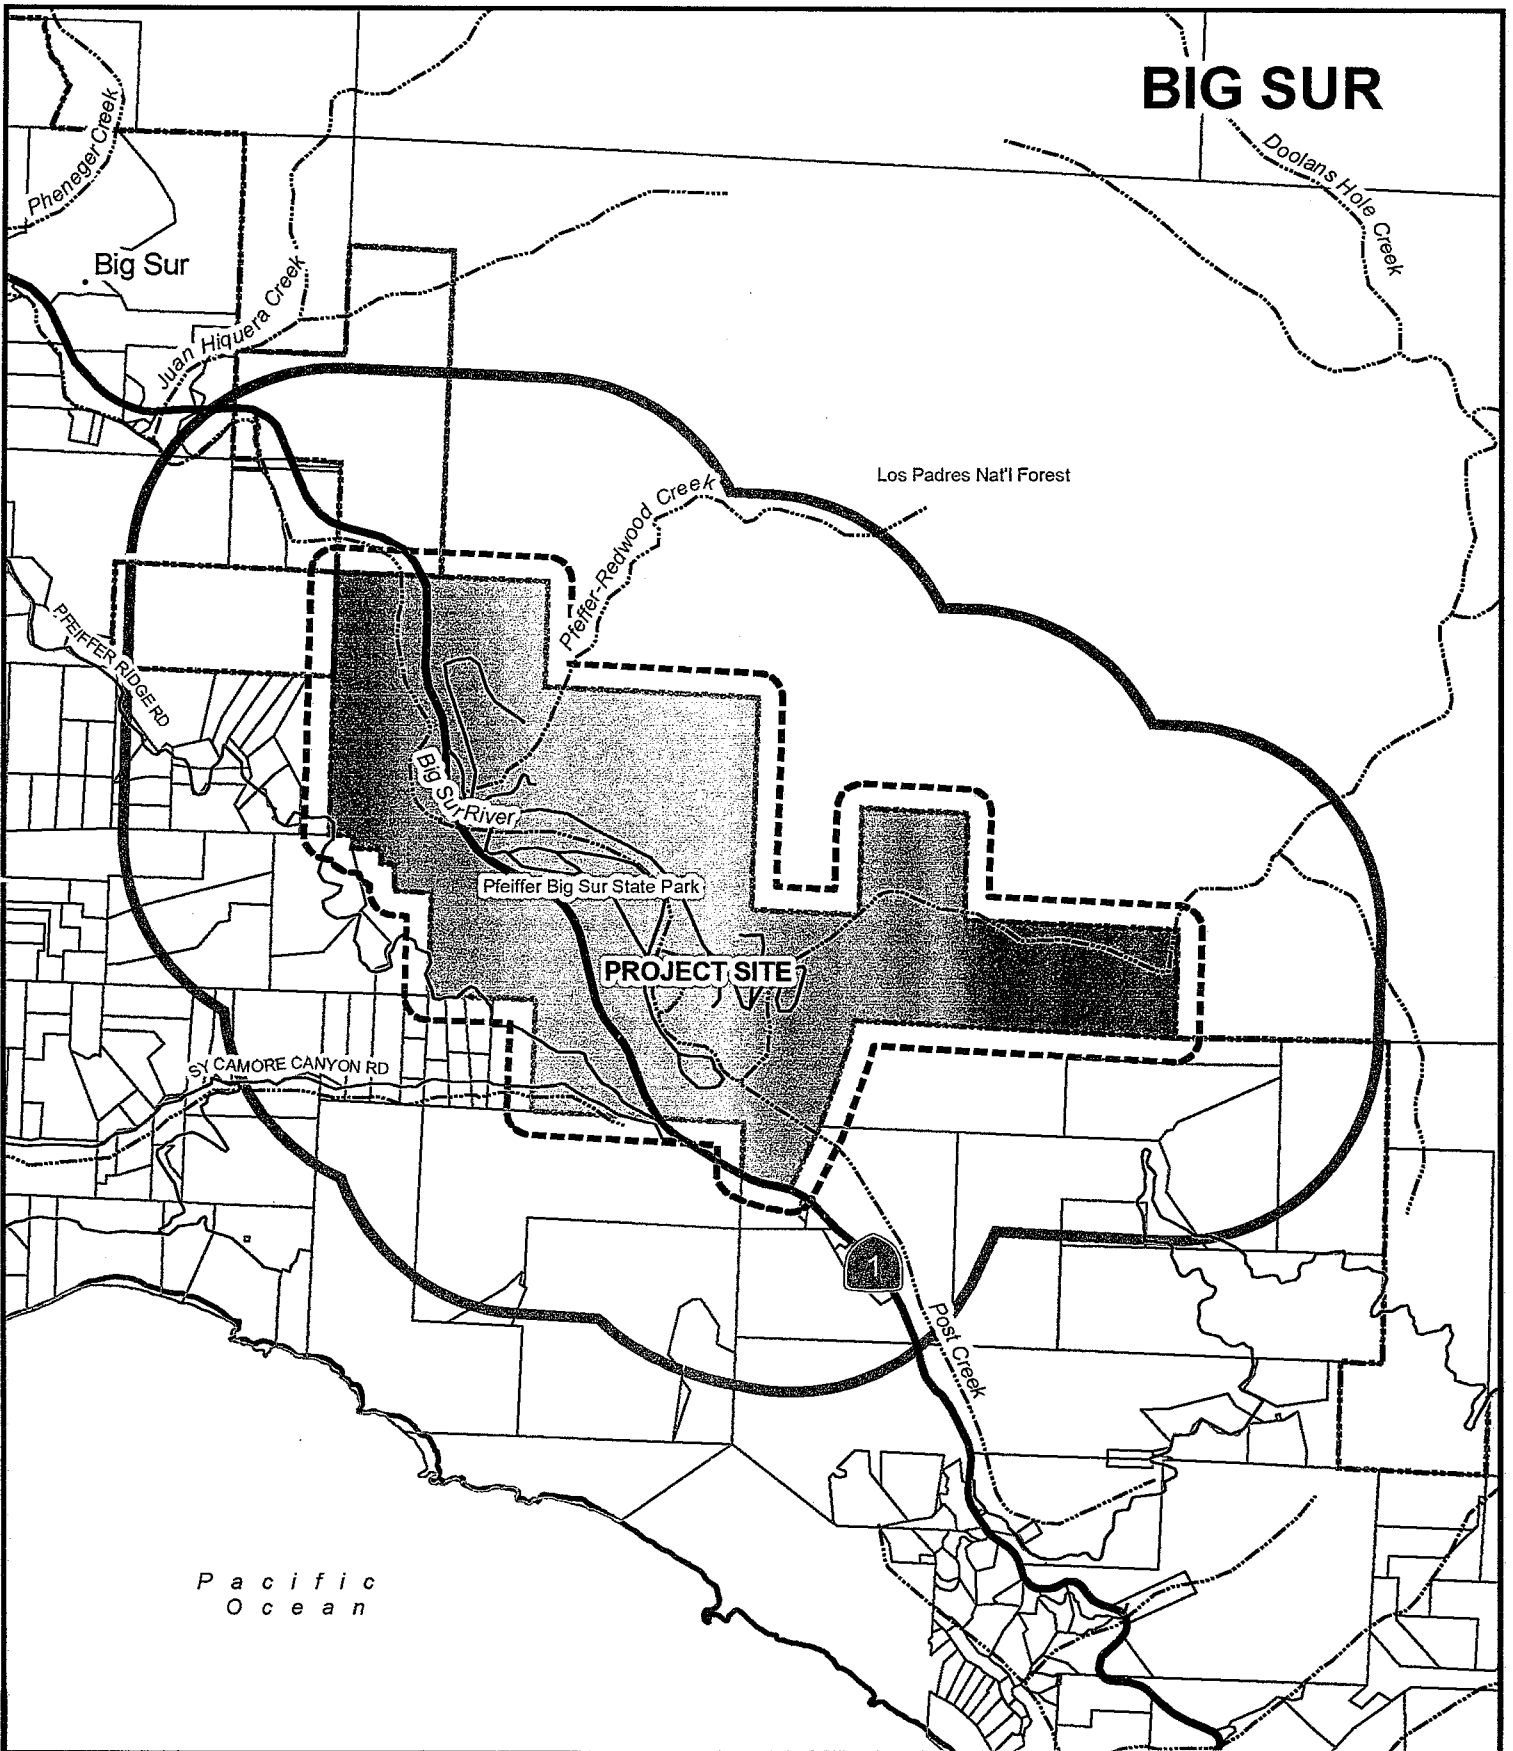 BIG SUR
Pheneger Creek
Doolans Hole Creek
Big Sur
Juan Hiquera Creek
Los Padres Nat'l Forest
Pfeiffer-Redwood Creek
PFEIFFER RIDGE RD
Big Sur River
Pfeiffer Big Sur State Park
PROJECT SITE
SYCAMORE CANYON RD
1
Post Creek
Pacific
Ocean